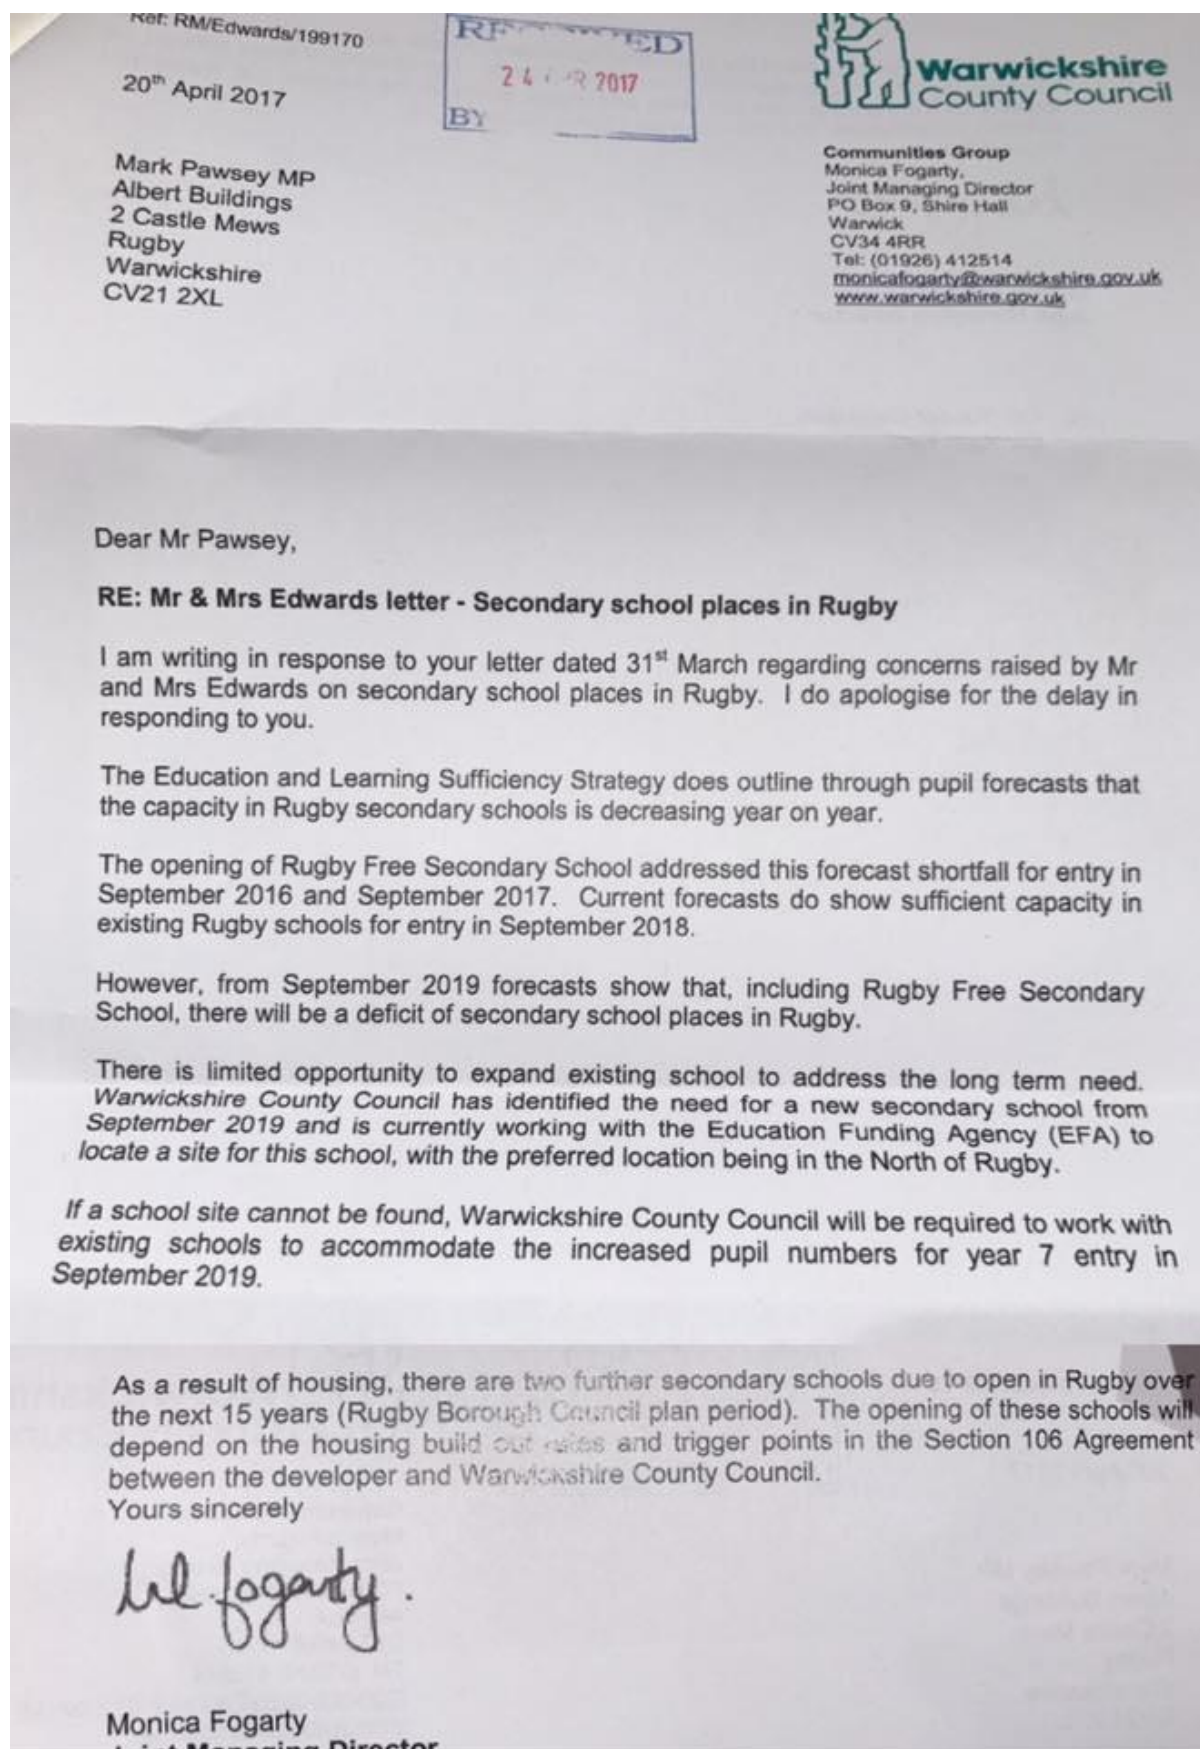 Ref: RM/Edwards/199170
20th April 2017
24 2017
BY
Warwickshire
County Council
Mark Pawsey MP
Albert Buildings
2 Castle Mews
Rugby
Warwickshire
CV21 2XL
Communities Group
Monica Fogarty,
Joint Managing Director
PO Box 9, Shire Hall
Warwick
CV34 4RR
Tel: (01926) 412514
monicafogarty@warwickshire.gov.uk
www.warwickshire.gov.uk
Dear Mr Pawsey,
RE: Mr & Mrs Edwards letter - Secondary school places in Rugby
I am writing in response to your letter dated 31st March regarding concerns raised by Mr
and Mrs Edwards on secondary school places in Rugby. I do apologise for the delay in
responding to you.
The Education and Learning Sufficiency Strategy does outline through pupil forecasts that
the capacity in Rugby secondary schools is decreasing year on year.
The opening of Rugby Free Secondary School addressed this forecast shortfall for entry in
September 2016 and September 2017. Current forecasts do show sufficient capacity in
existing Rugby schools for entry in September 2018.
However, from September 2019 forecasts show that, including Rugby Free Secondary
School, there will be a deficit of secondary school places in Rugby.
There is limited opportunity to expand existing school to address the long term need.
Warwickshire County Council has identified the need for a new secondary school from
September 2019 and is currently working with the Education Funding Agency (EFA) to
locate a site for this school, with the preferred location being in the North of Rugby.
If a school site cannot be found, Warwickshire County Council will be required to work with
existing schools to accommodate the increased pupil numbers for year 7 entry in
September 2019.
As a result of housing, there are two further secondary schools due to open in Rugby over
the next 15 years (Rugby Borough Council plan period). The opening of these schools will
depend on the housing build out rates and trigger points in the Section 106 Agreement
between the developer and Warwickshire County Council.
Yours sincerely
M. Fogarty.
Monica Fogarty
Joint Managing Director